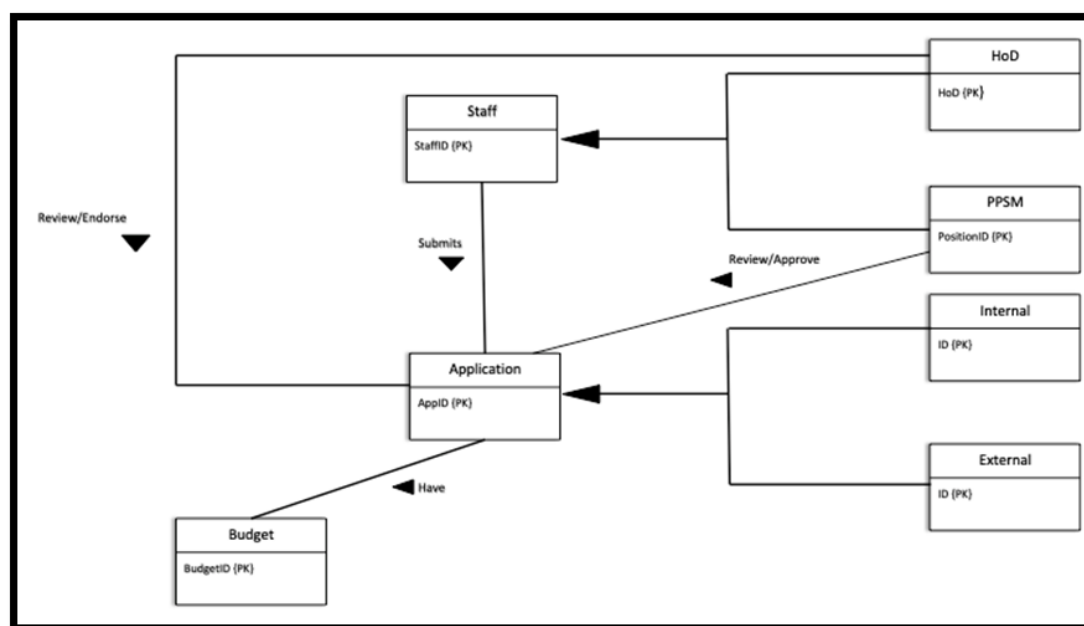 HoD
HoD {PK}
Staff
StaffID {PK}
PPSM
PositionID {PK}
Review/Endorse
Submits
Review/Approve
Internal
ID {PK}
Application
AppID {PK}
External
ID {PK}
Have
Budget
BudgetID {PK}